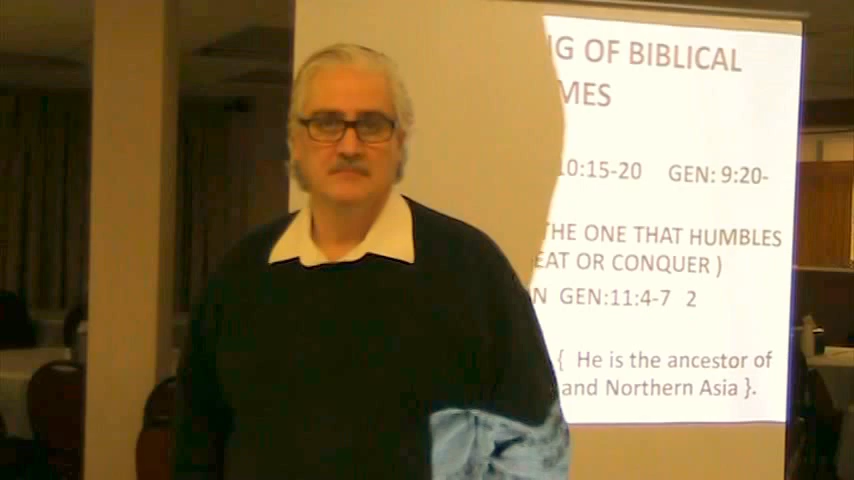 G OF BIBLICAL
MES
10:15-20 GEN: 9:20-
THE ONE THAT HUMBLES
EAT OR CONQUER )
N GEN:11:4-7 2
{ He is the ancestor of
and Northern Asia }.